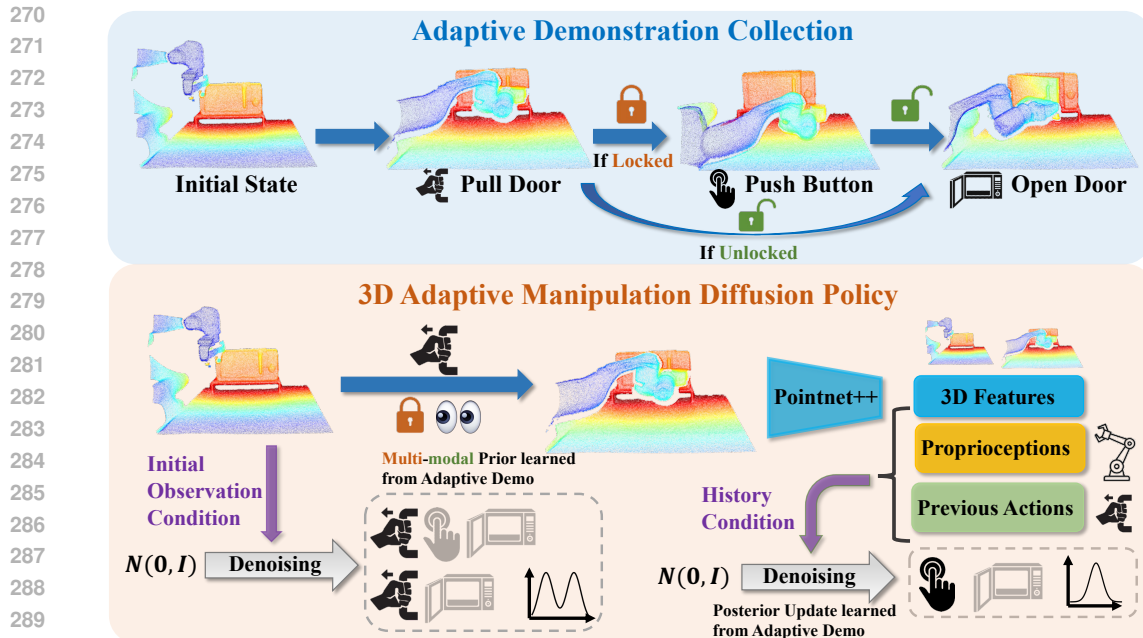 270
271
272
273
274
275
276
277
278
279
280
281
282
283
284
285
286
287
288
289
Adaptive Demonstration Collection
Initial State
Pull Door
If Locked
Push Button
Open Door
If Unlocked
3D Adaptive Manipulation Diffusion Policy
Initial
Observation
Condition
Multi-modal Prior learned
from Adaptive Demo
N(0, I)
Denoising
Pointnet++
3D Features
Proprioceptions
Previous Actions
History
Condition
N(0, I)
Denoising
Posterior Update learned
from Adaptive Demo